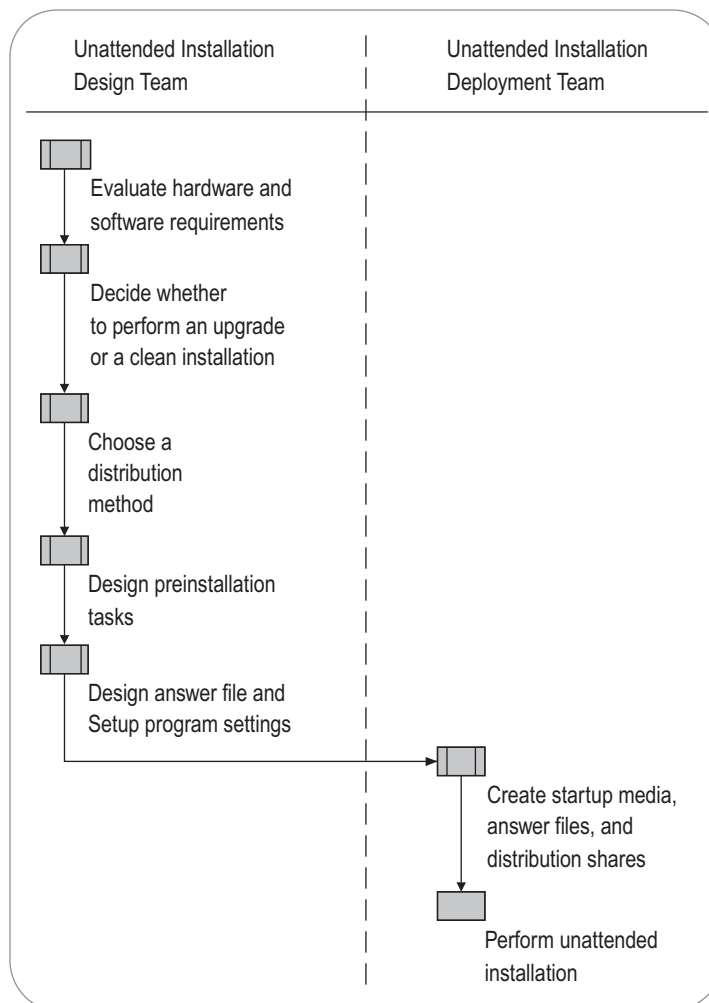 Unattended Installation
Design Team
Unattended Installation
Deployment Team
Evaluate hardware and
software requirements
Decide whether
to perform an upgrade
or a clean installation
Choose a
distribution
method
Design preinstallation
tasks
Design answer file and
Setup program settings
Create startup media,
answer files, and
distribution shares
Perform unattended
installation